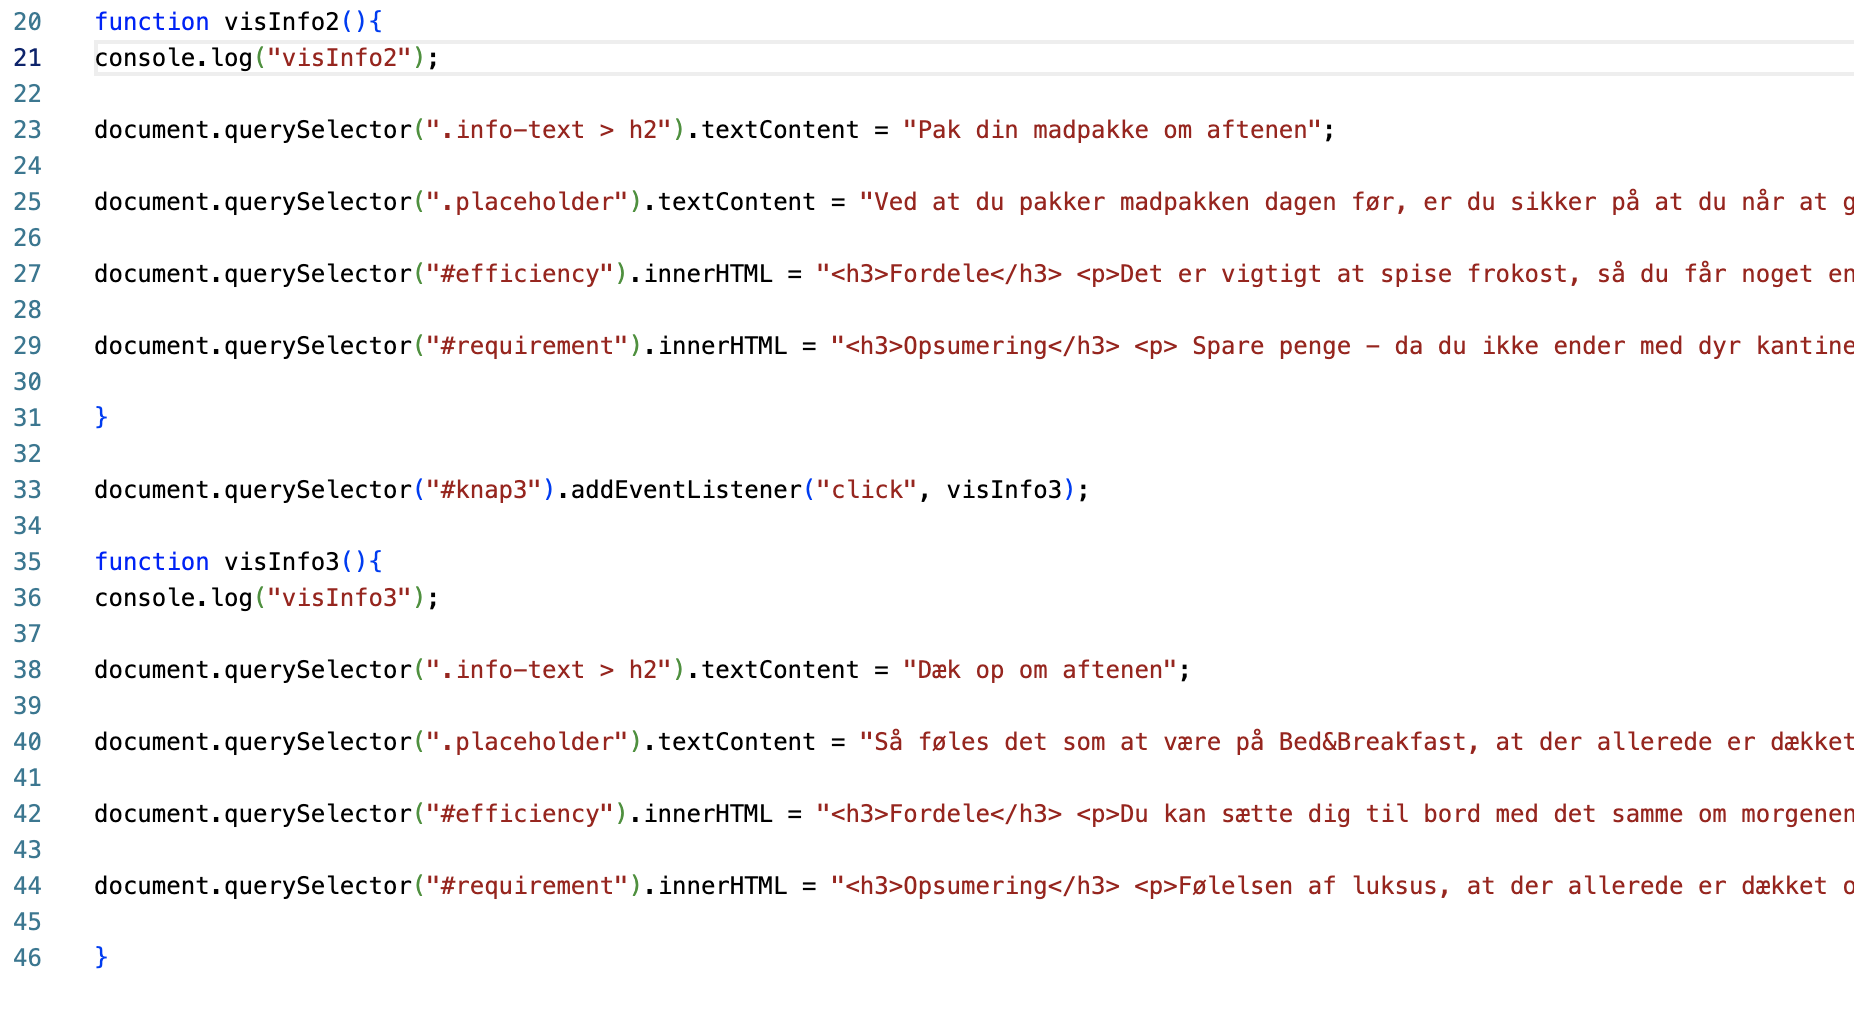 20 function visInfo2(){
21 console.log("visInfo2");
22
23 document.querySelector(".info-text > h2").textContent = "Pak din madpakke om aftenen";
24
25 document.querySelector(".placeholder").textContent = "Ved at du pakker madpakken dagen før, er du sikker på at du når at g
26
27 document.querySelector("#efficiency").innerHTML = "<h3>Fordele</h3> <p>Det er vigtigt at spise frokost, så du får noget en
28
29 document.querySelector("#requirement").innerHTML = "<h3>Opsumering</h3> <p> Spare penge - da du ikke ender med dyr kantine
30
31 }
32
33 document.querySelector("#knap3").addEventListener("click", visInfo3);
34
35 function visInfo3(){
36 console.log("visInfo3");
37
38 document.querySelector(".info-text > h2").textContent = "Dæk op om aftenen";
39
40 document.querySelector(".placeholder").textContent = "Så føles det som at være på Bed&Breakfast, at der allerede er dækket
41
42 document.querySelector("#efficiency").innerHTML = "<h3>Fordele</h3> <p>Du kan sætte dig til bord med det samme om morgenen
43
44 document.querySelector("#requirement").innerHTML = "<h3>Opsumering</h3> <p>Følelsen af luksus, at der allerede er dækket o
45
46 }